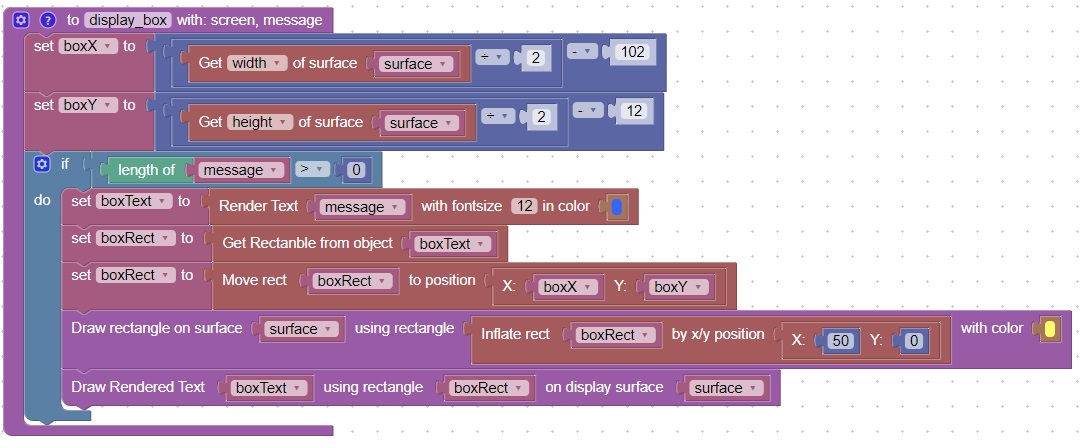 ? to display_box with: screen, message
set boxX to Get width of surface surface ÷ 2 - 102
set boxY to Get height of surface surface ÷ 2 - 12
if length of message > 0
do set boxText to Render Text message with fontsize 12 in color
set boxRect to Get Rectanble from object boxText
set boxRect to Move rect boxRect to position X: boxX Y: boxY
Draw rectangle on surface surface using rectangle Inflate rect boxRect by x/y position X: 50 Y: 0 with color
Draw Rendered Text boxText using rectangle boxRect on display surface surface